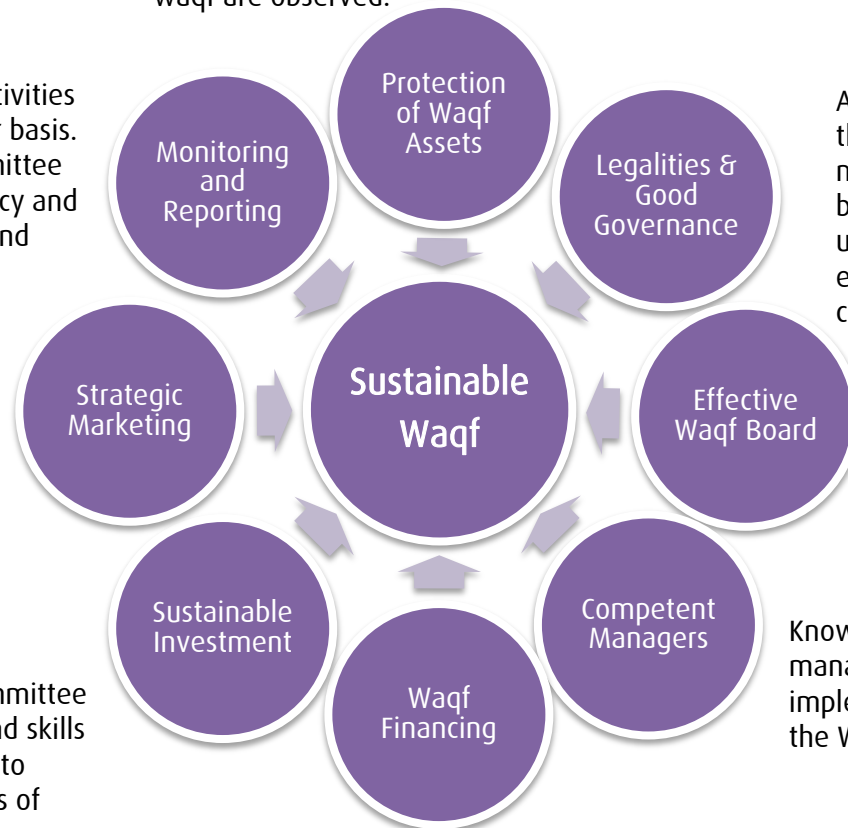 Waqf are observed.
Protection
of Waqf
Assets
tivities
basis.
mittee
cy and
nd
Monitoring
and
Reporting
Legalities &
Good
Governance
A
th
n
b
u
e
c
Strategic
Marketing
Sustainable
Waqf
Effective
Waqf Board
Sustainable
Investment
Waqf
Financing
Competent
Managers
Know
mana
imple
the W
mmittee
nd skills
to
s of